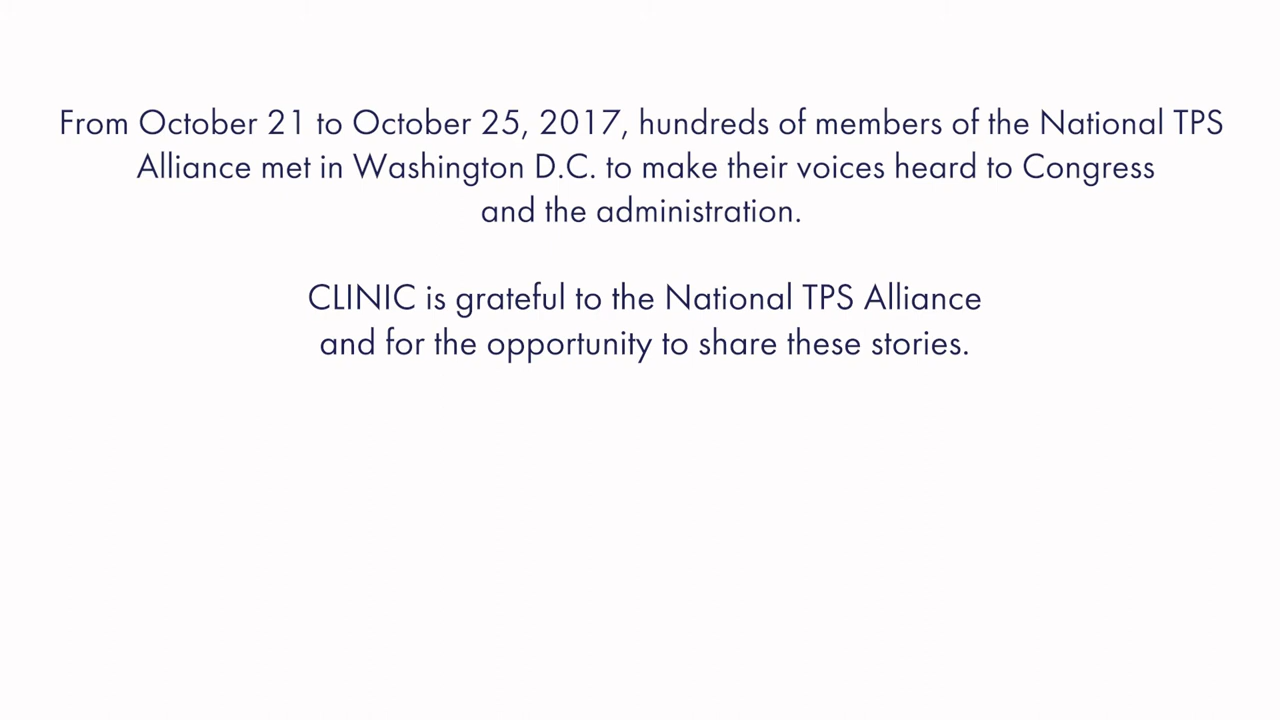 From October 21 to October 25, 2017, hundreds of members of the National TPS
Alliance met in Washington D.C. to make their voices heard to Congress
and the administration.
CLINIC is grateful to the National TPS Alliance
and for the opportunity to share these stories.